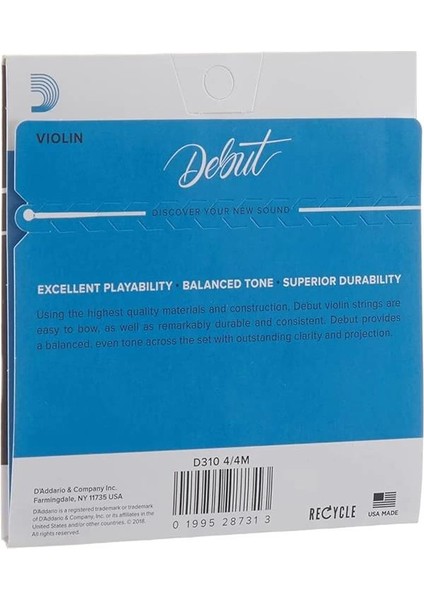 VIOLIN
Debut
DISCOVER YOUR NEW SOUND
EXCELLENT PLAYABILITY • BALANCED TONE • SUPERIOR DURABILITY
Using the highest quality materials and construction, Debut violin strings are
easy to bow, as well as remarkably durable and consistent. Debut provides
a balanced, even tone across the set with outstanding clarity and projection.
D'Addario & Company Inc.
Farmingdale, NY 11735 USA
D'Addario is a registered trademark or trademark
of D'Addario & Company Inc. or its affiliates in the
United States and/or other countries. © 2018.
All rights reserved.
D310 4/4M
0 19954 28731 3
RECYCLE
USA MADE